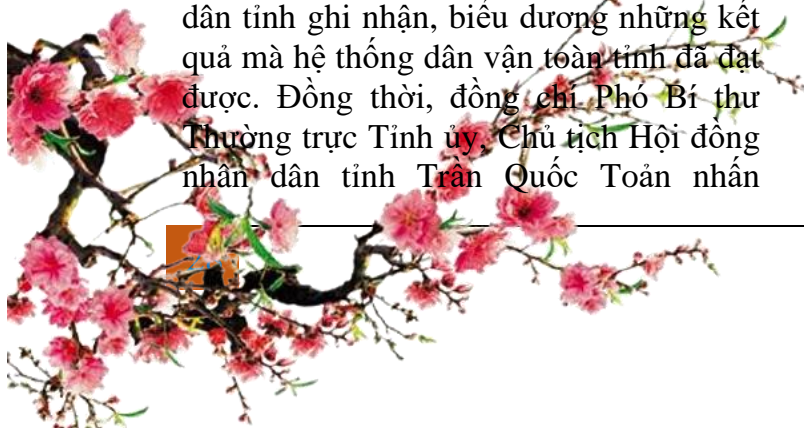 dân tỉnh ghi nhận, biểu dương những kết
quả mà hệ thống dân vận toàn tỉnh đã đạt
được. Đồng thời, đồng chí Phó Bí thư
Thường trực Tỉnh ủy, Chủ tịch Hội đồng
nhân dân tỉnh Trần Quốc Toản nhấn